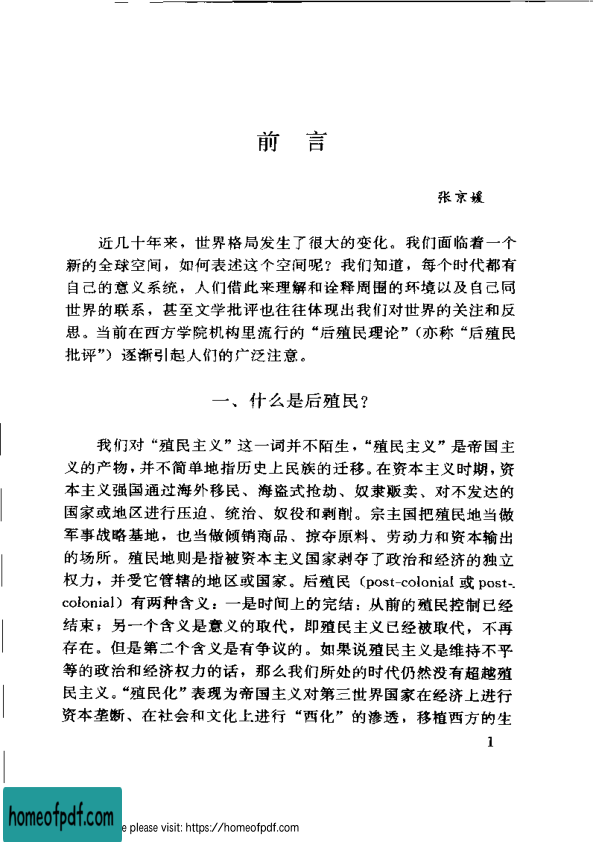 前 言
张京媛
近几十年来，世界格局发生了很大的变化。我们面临着一个
新的全球空间，如何表述这个空间呢？我们知道，每个时代都有
自己的意义系统，人们借此来理解和诠释周围的环境以及自己同
世界的联系，甚至文学批评也往往体现出我们对世界的关注和反
思。当前在西方学院机构里流行的“后殖民理论”（亦称“后殖民
批评”）逐渐引起人们的广泛注意。
一、什么是后殖民？
我们对“殖民主义”这一词并不陌生，“殖民主义”是帝国主
义的产物，并不简单地指历史上民族的迁移。在资本主义时期，资
本主义强国通过海外移民、海盗式抢劫、奴隶贩卖、对不发达的
国家或地区进行压迫、统治、奴役和剥削。宗主国把殖民地当做
军事战略基地，也当做倾销商品、掠夺原料、劳动力和资本输出
的场所。殖民地则是指被资本主义国家剥夺了政治和经济的独立
权力，并受它管辖的地区或国家。后殖民（post-colonial 或 post-
colonial）有两种含义：一是时间上的完结：从前的殖民控制已经
结束；另一个含义是意义的取代，即殖民主义已经被取代，不再
存在。但是第二个含义是有争议的。如果说殖民主义是维持不平
等的政治和经济权力的话，那么我们所处的时代仍然没有超越殖
民主义。“殖民化”表现为帝国主义对第三世界国家在经济上进行
资本垄断、在社会和文化上进行“西化”的渗透，移植西方的生
1
homeofpdf.com
e please visit: https://homeofpdf.com